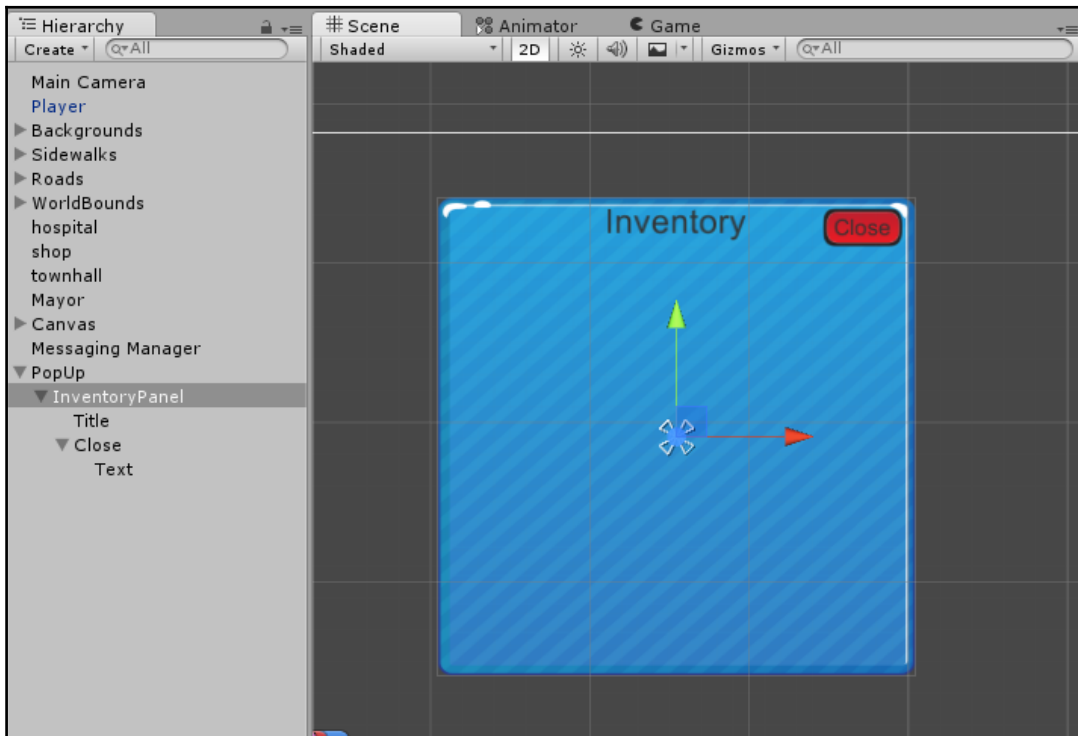 Hierarchy
Create All
Main Camera
Player
Backgrounds
Sidewalks
Roads
WorldBounds
hospital
shop
townhall
Mayor
Canvas
Messaging Manager
PopUp
InventoryPanel
Title
Close
Text
Scene Animator Game
Shaded 2D Gizmos All
Inventory
Close